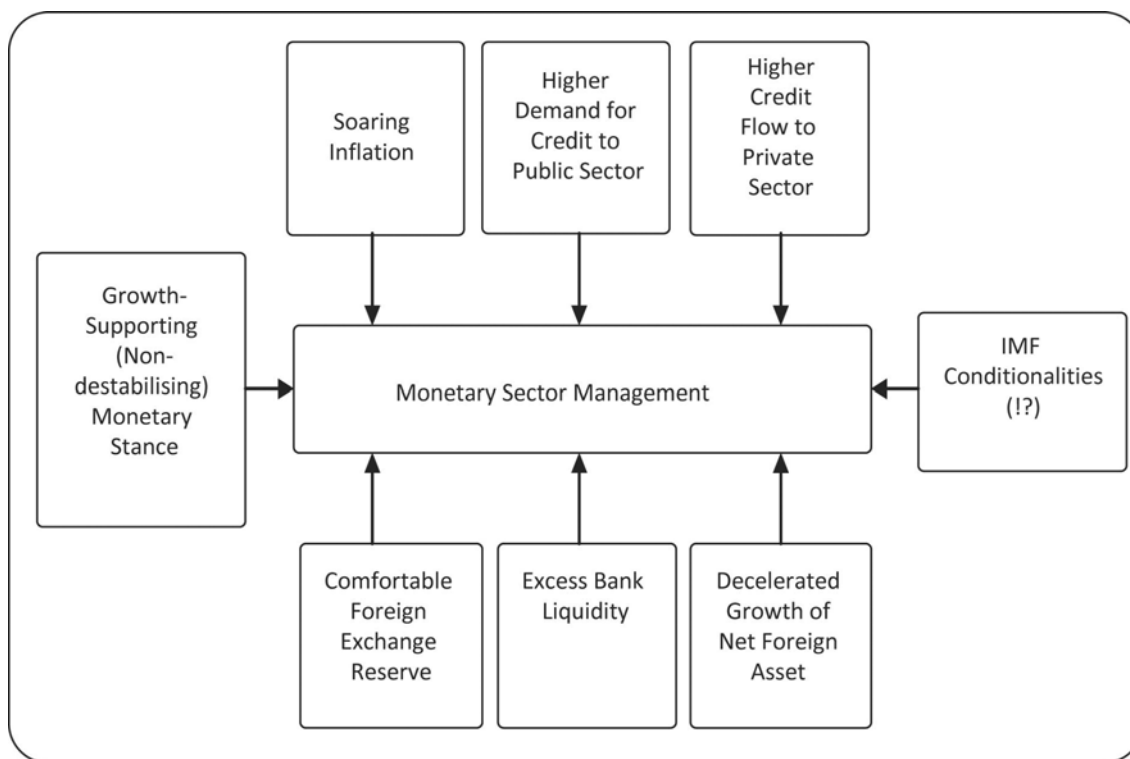 Soaring
Inflation
Higher
Demand for
Credit to
Public Sector
Higher
Credit
Flow to
Private
Sector
Growth-
Supporting
(Non-
destabilising)
Monetary
Stance
Monetary Sector Management
IMF
Conditionalities
(!?)
Comfortable
Foreign
Exchange
Reserve
Excess Bank
Liquidity
Decelerated
Growth of
Net Foreign
Asset